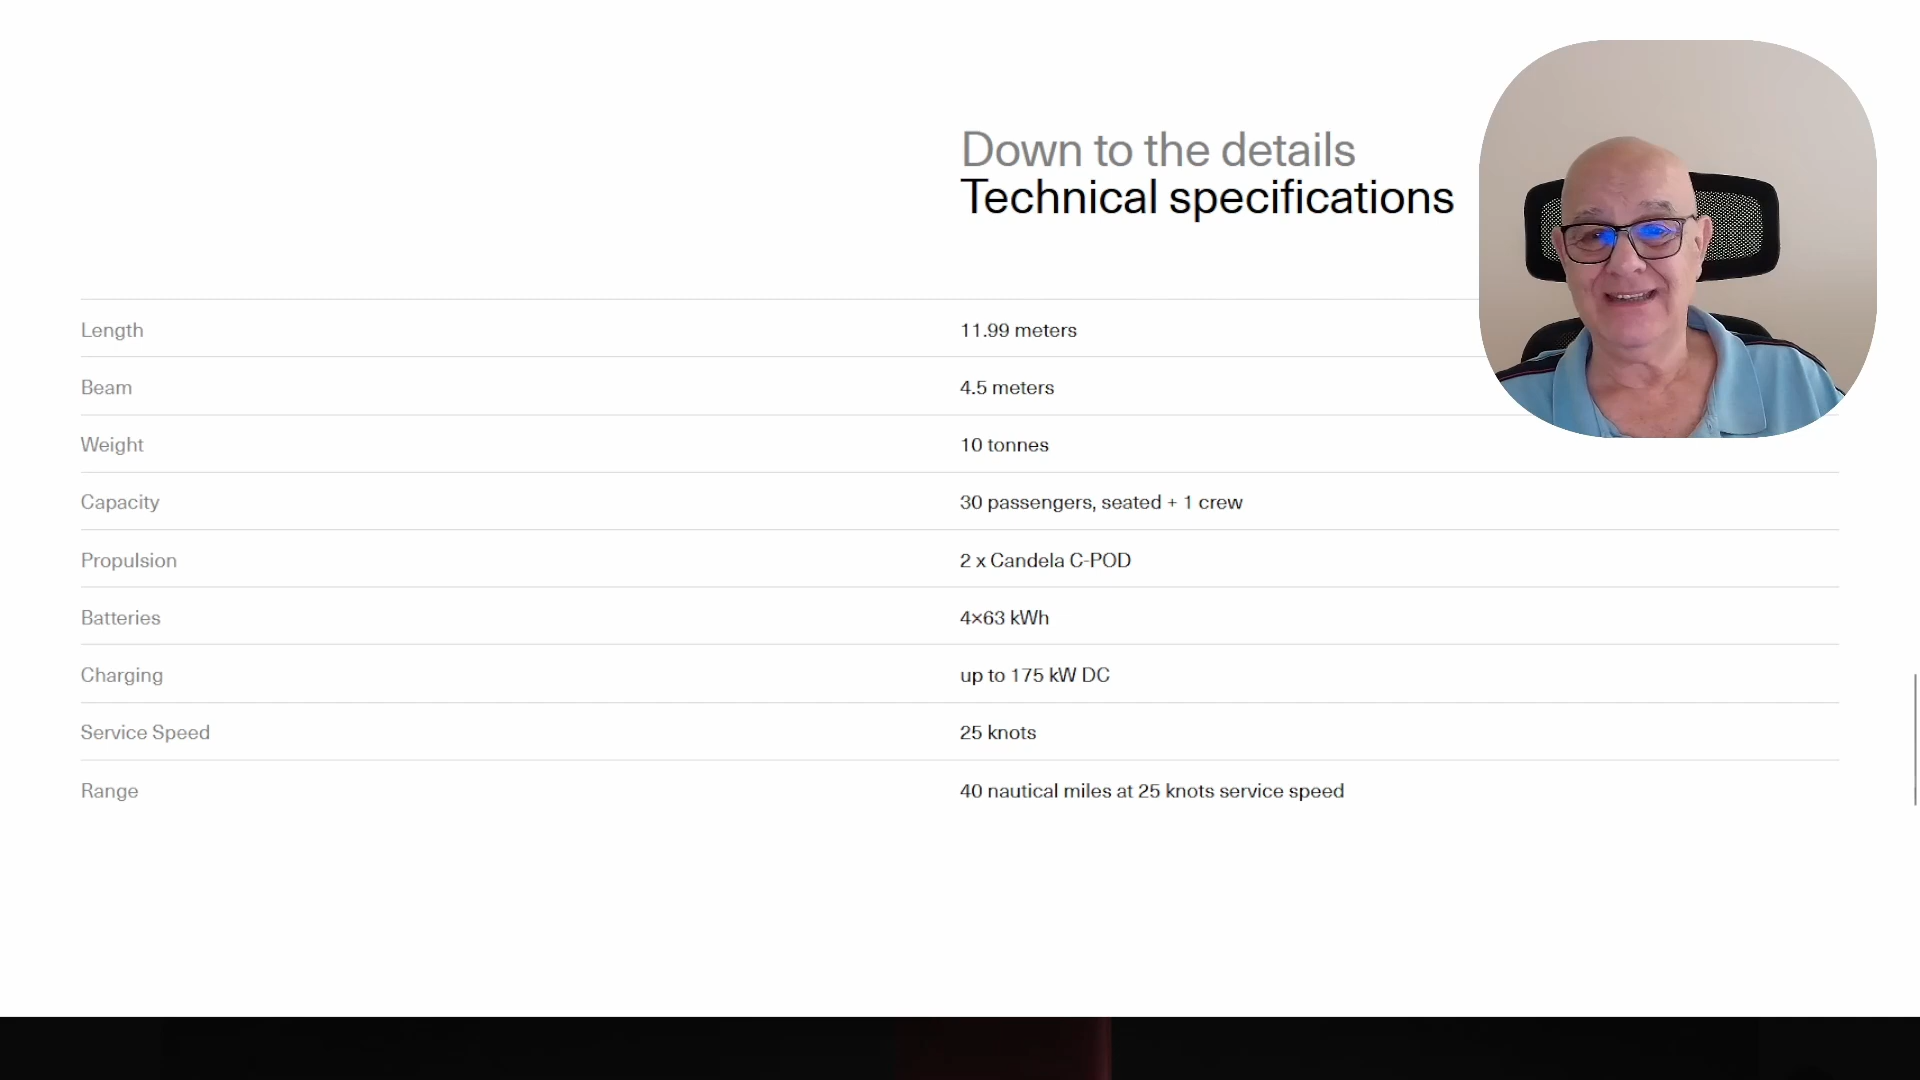 Down to the details
Technical specifications
Length 11.99 meters
Beam 4.5 meters
Weight 10 tonnes
Capacity 30 passengers, seated + 1 crew
Propulsion 2 x Candela C-POD
Batteries 4×63 kWh
Charging up to 175 kW DC
Service Speed 25 knots
Range 40 nautical miles at 25 knots service speed